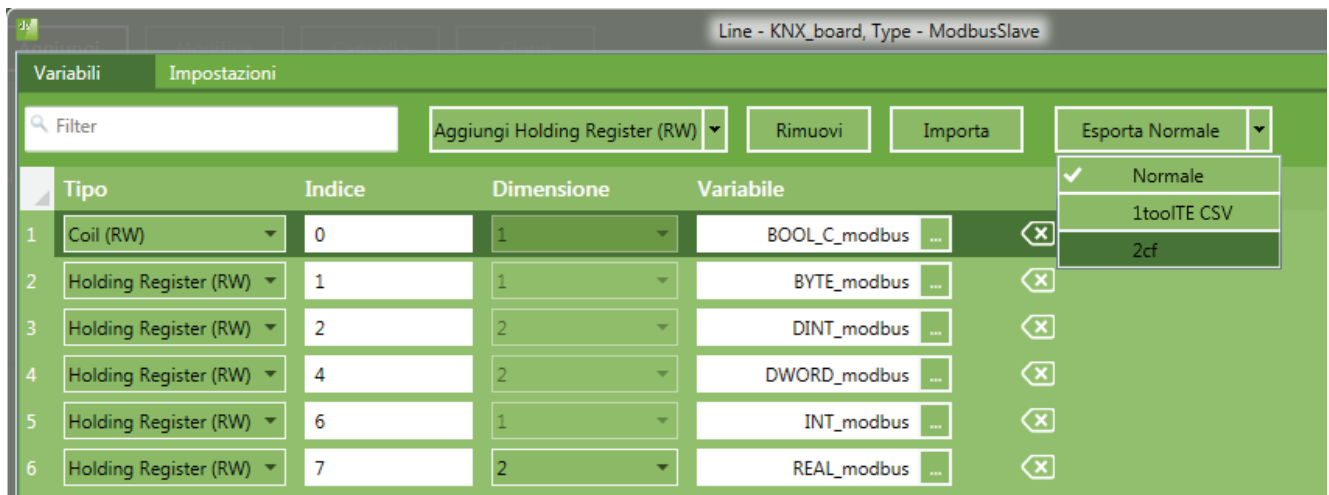 Line - KNX_board, Type - ModbusSlave
Aggiungi
Variabili Impostazioni
Filter Aggiungi Holding Register (RW) Rimuovi Importa Esporta Normale
Normale
1toolTE CSV
2cf
Tipo Indice Dimensione Variabile
1 Coil (RW) 0 1 BOOL_C_modbus ...
2 Holding Register (RW) 1 1 BYTE_modbus ...
3 Holding Register (RW) 2 2 DINT_modbus ...
4 Holding Register (RW) 4 2 DWORD_modbus ...
5 Holding Register (RW) 6 1 INT_modbus ...
6 Holding Register (RW) 7 2 REAL_modbus ...